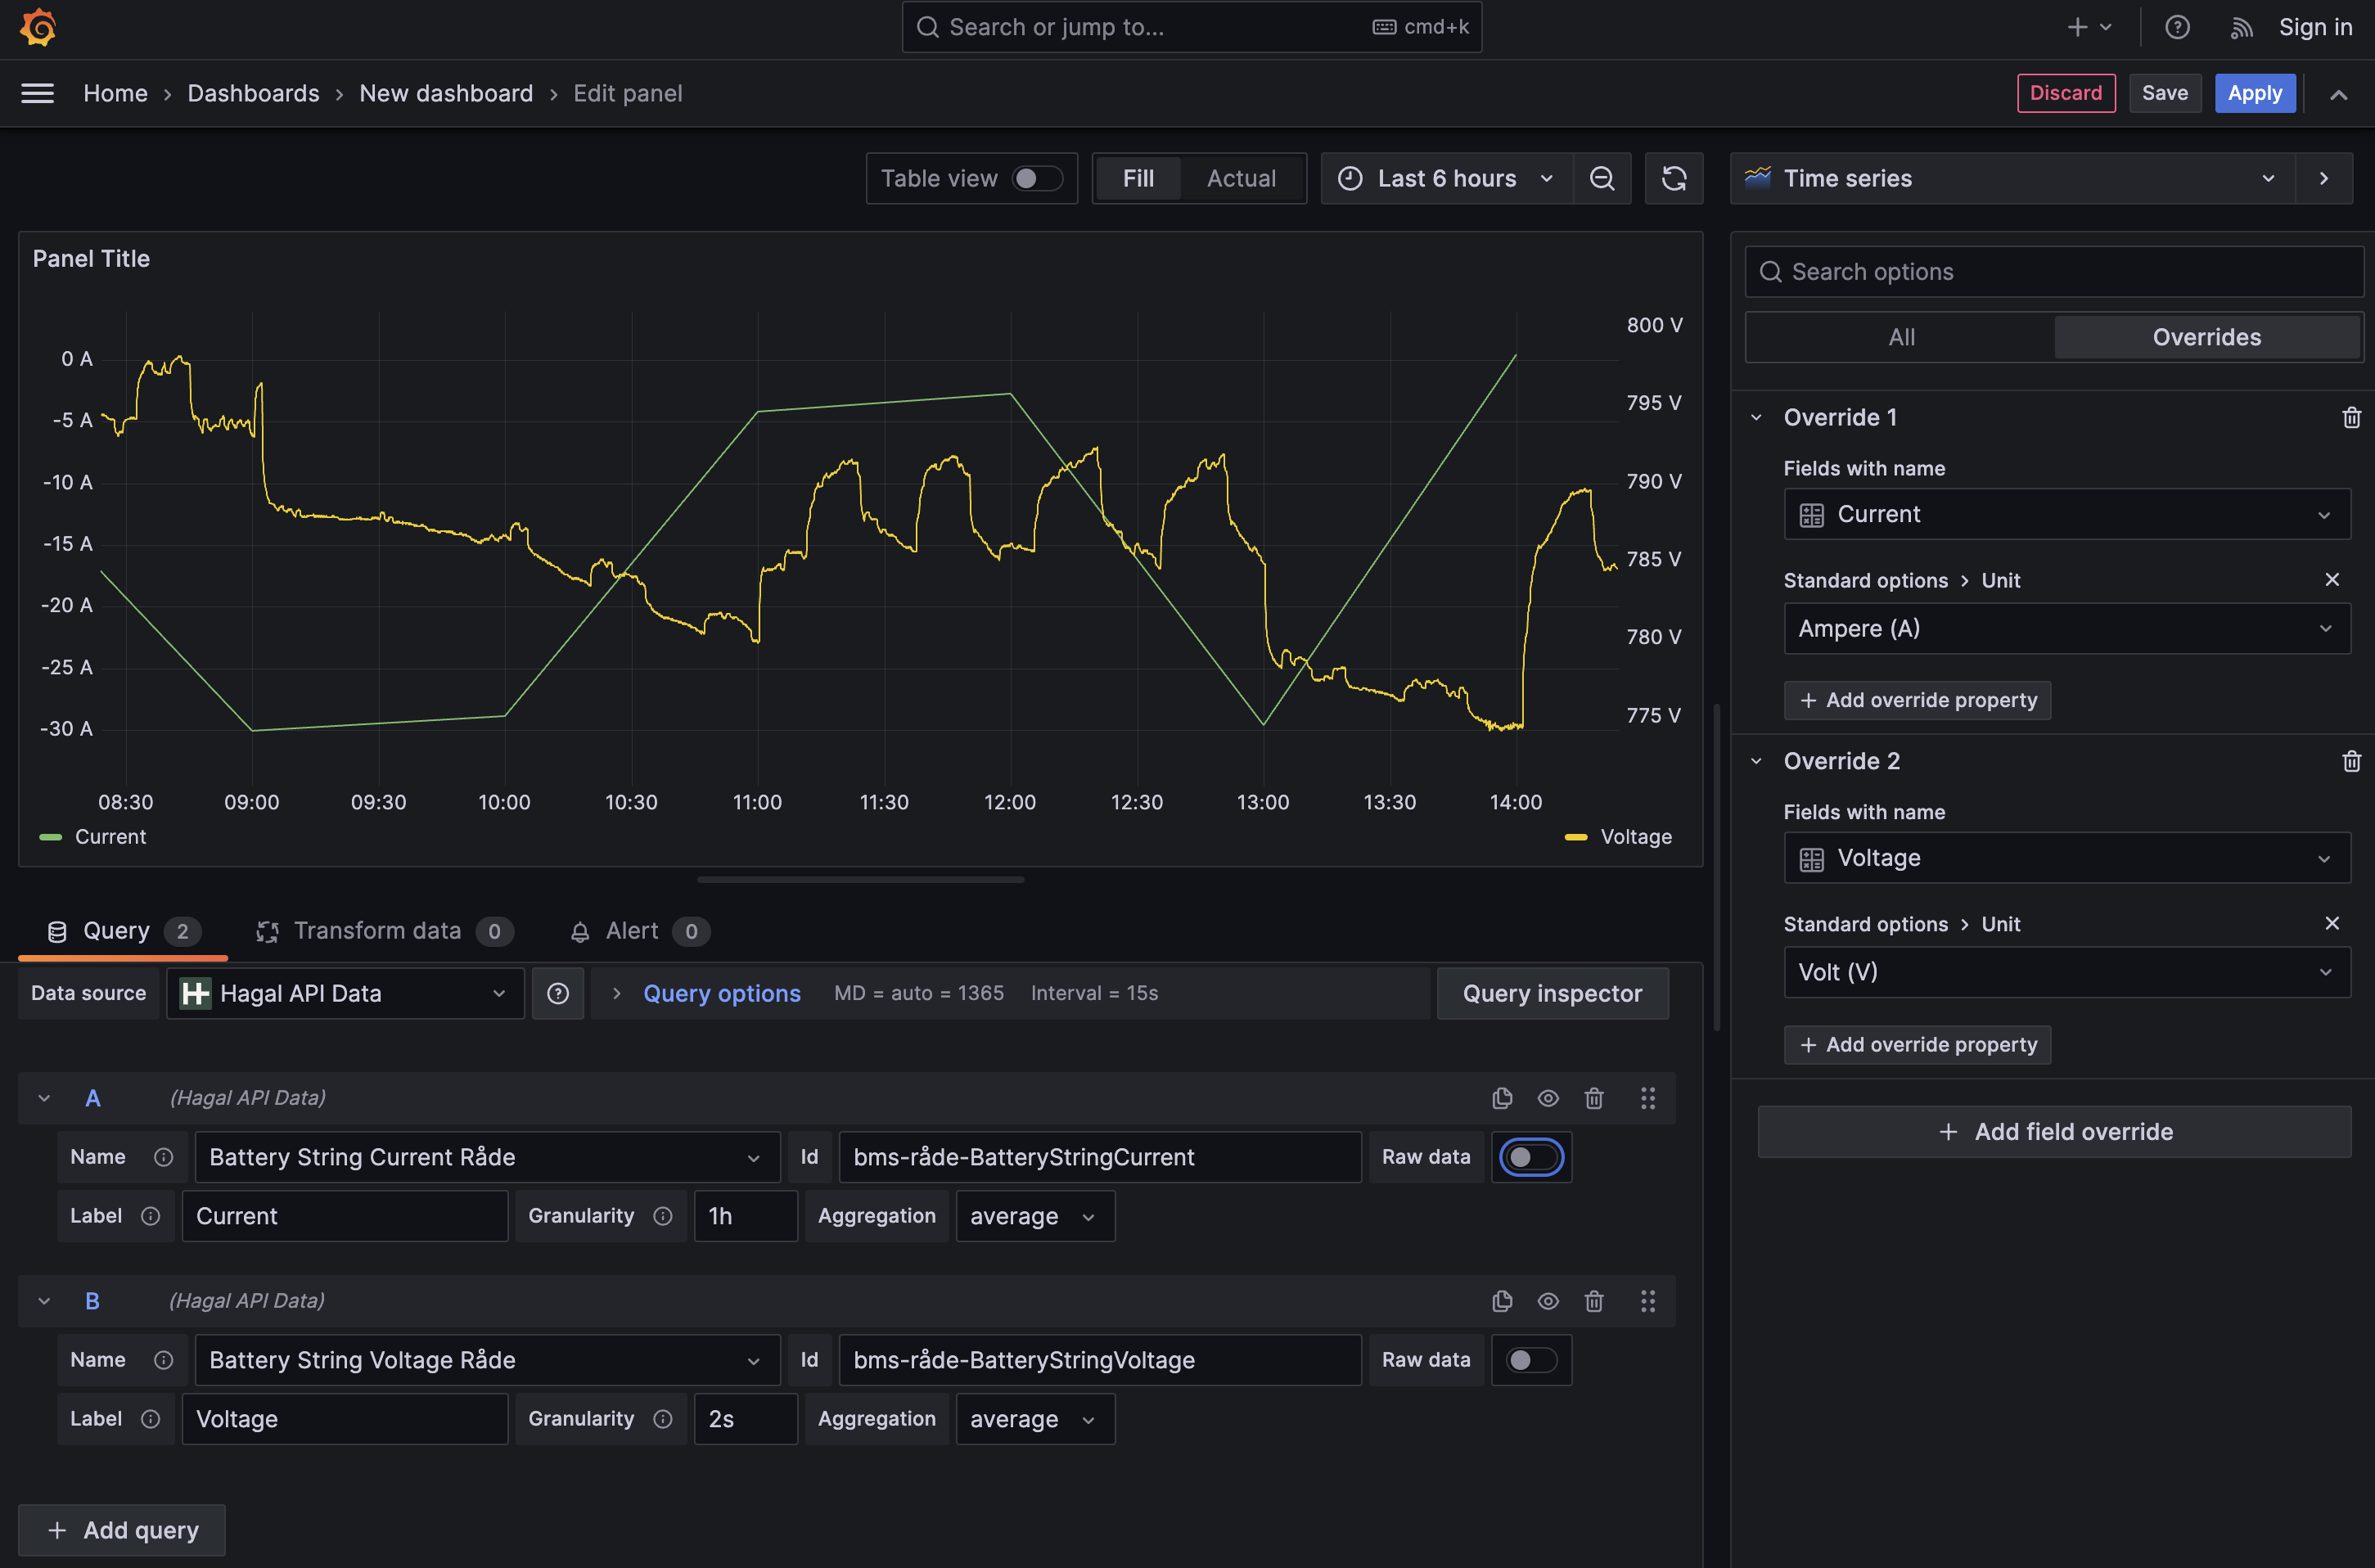 Search or jump to... cmd+k Sign in
Home › Dashboards › New dashboard › Edit panel Discard Save Apply
Table view Fill Actual Last 6 hours Time series
Panel Title
Search options
All Overrides
800 V
795 V
790 V
785 V
780 V
775 V
0 A
-5 A
-10 A
-15 A
-20 A
-25 A
-30 A
08:30 09:00 09:30 10:00 10:30 11:00 11:30 12:00 12:30 13:00 13:30 14:00
Current Voltage
Override 1
Fields with name
Current
Standard options > Unit
Ampere (A)
+ Add override property
Override 2
Fields with name
Voltage
Standard options > Unit
Volt (V)
+ Add override property
+ Add field override
Query 2 Transform data 0 Alert 0
Data source Hagal API Data Query options MD = auto = 1365 Interval = 15s Query inspector
A (Hagal API Data)
Name Battery String Current Råde Id bms-råde-BatteryStringCurrent Raw data
Label Current Granularity 1h Aggregation average
B (Hagal API Data)
Name Battery String Voltage Råde Id bms-råde-BatteryStringVoltage Raw data
Label Voltage Granularity 2s Aggregation average
+ Add query